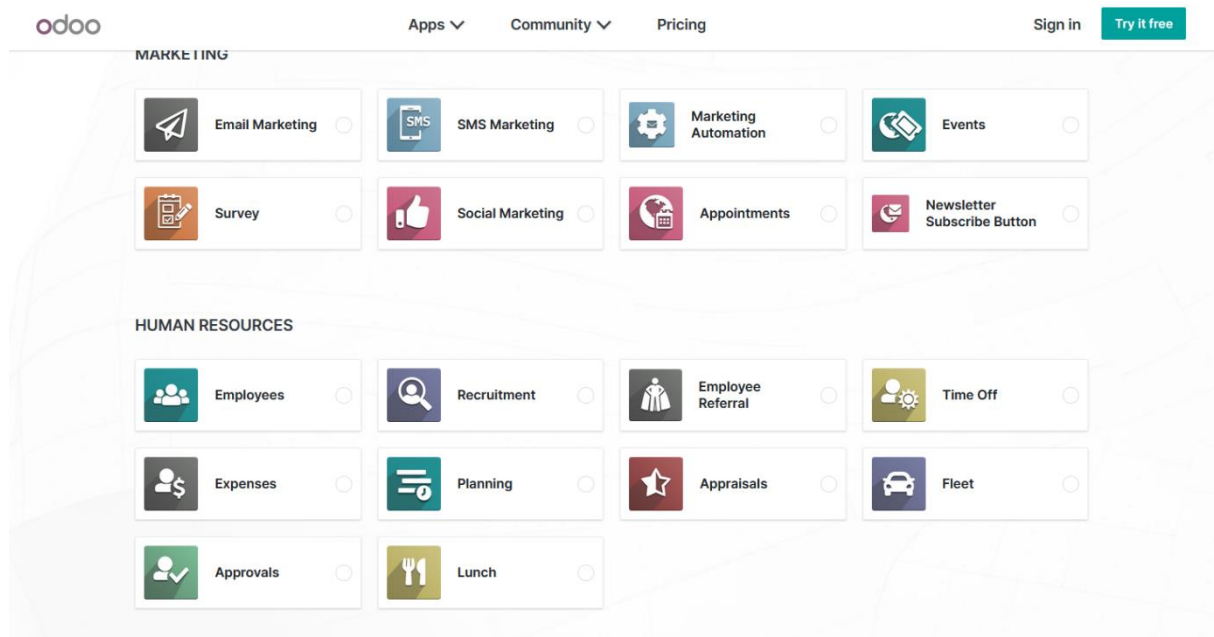 odoo
Apps
Community
Pricing
Sign in
Try it free
MARKETING
Email Marketing
SMS
SMS Marketing
Marketing
Automation
Events
Survey
Social Marketing
Appointments
Newsletter
Subscribe Button
HUMAN RESOURCES
Employees
Recruitment
Employee
Referral
Time Off
Expenses
Planning
Appraisals
Fleet
Approvals
Lunch